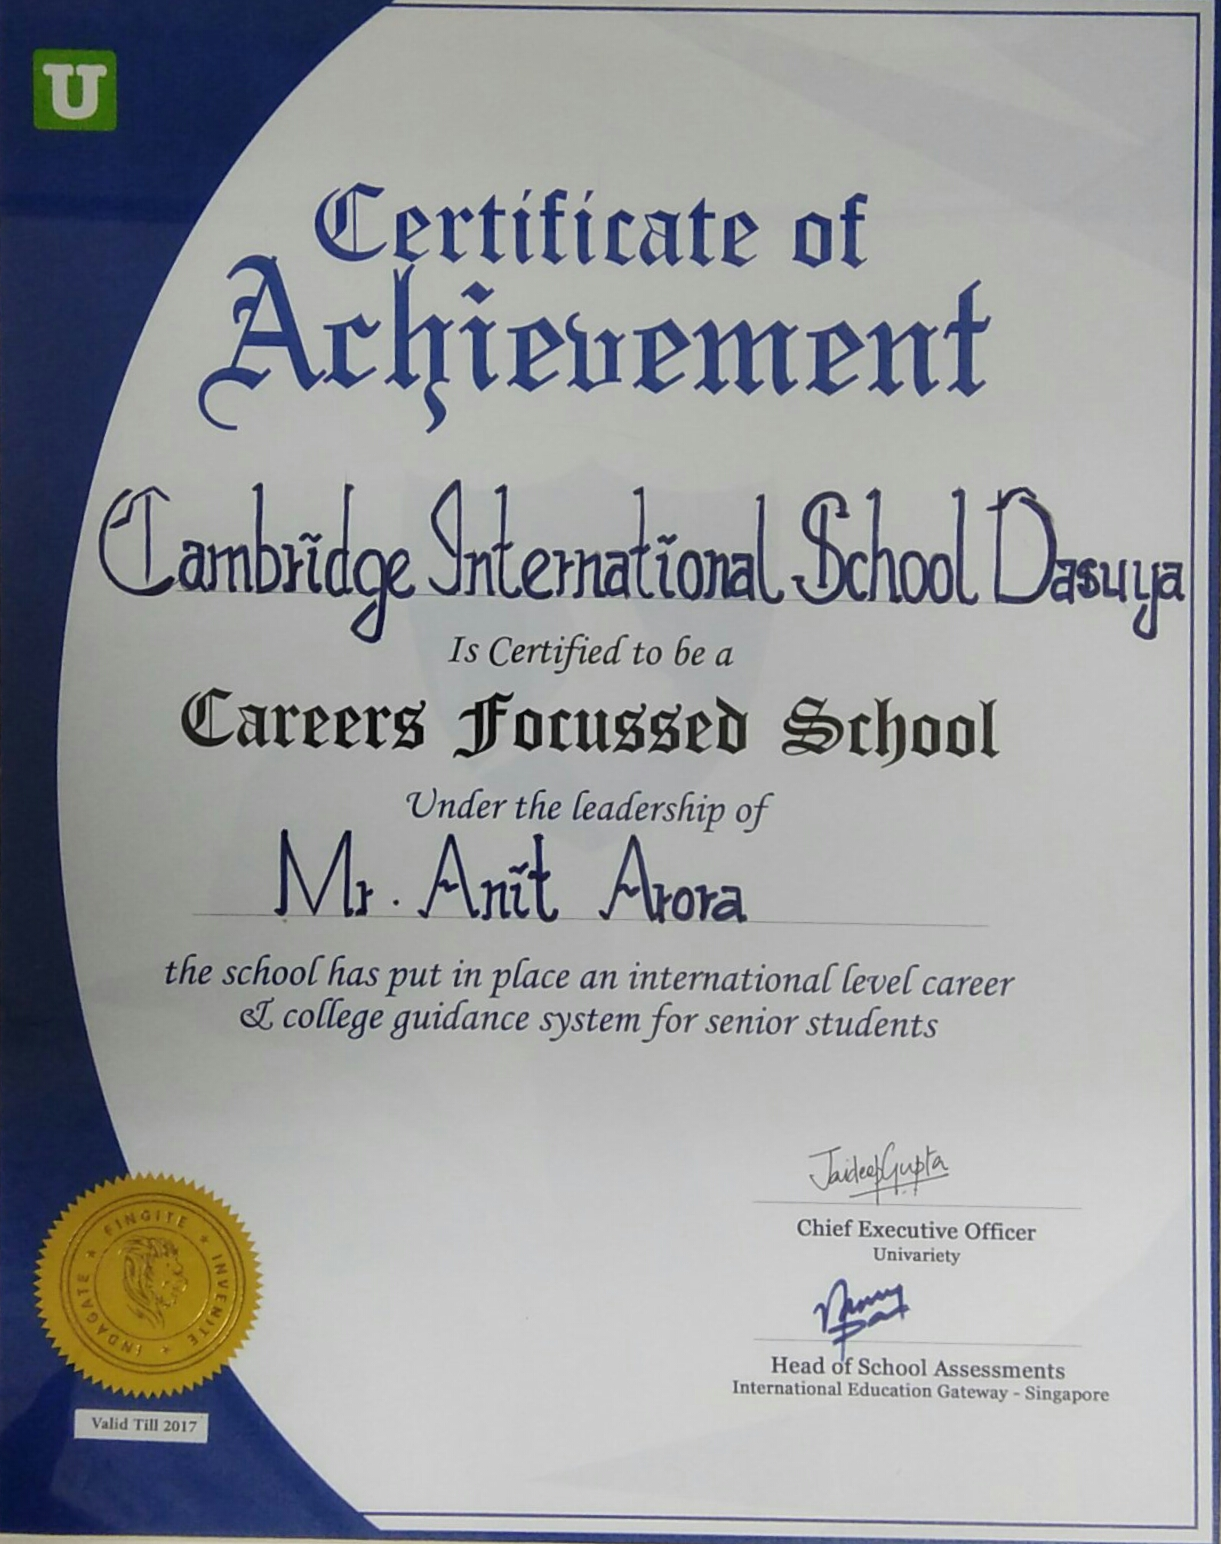 U
Certificate of
Achievement
Cambridge International School Dasuya
Is Certified to be a
Careers Focussed School
Under the leadership of
Mr. Anit Arora
the school has put in place an international level career
& college guidance system for senior students
Jaideep Gupta
Chief Executive Officer
Univariety
Head of School Assessments
International Education Gateway - Singapore
FINGITE * INVENITE * INDAGATE *
Valid Till 2017